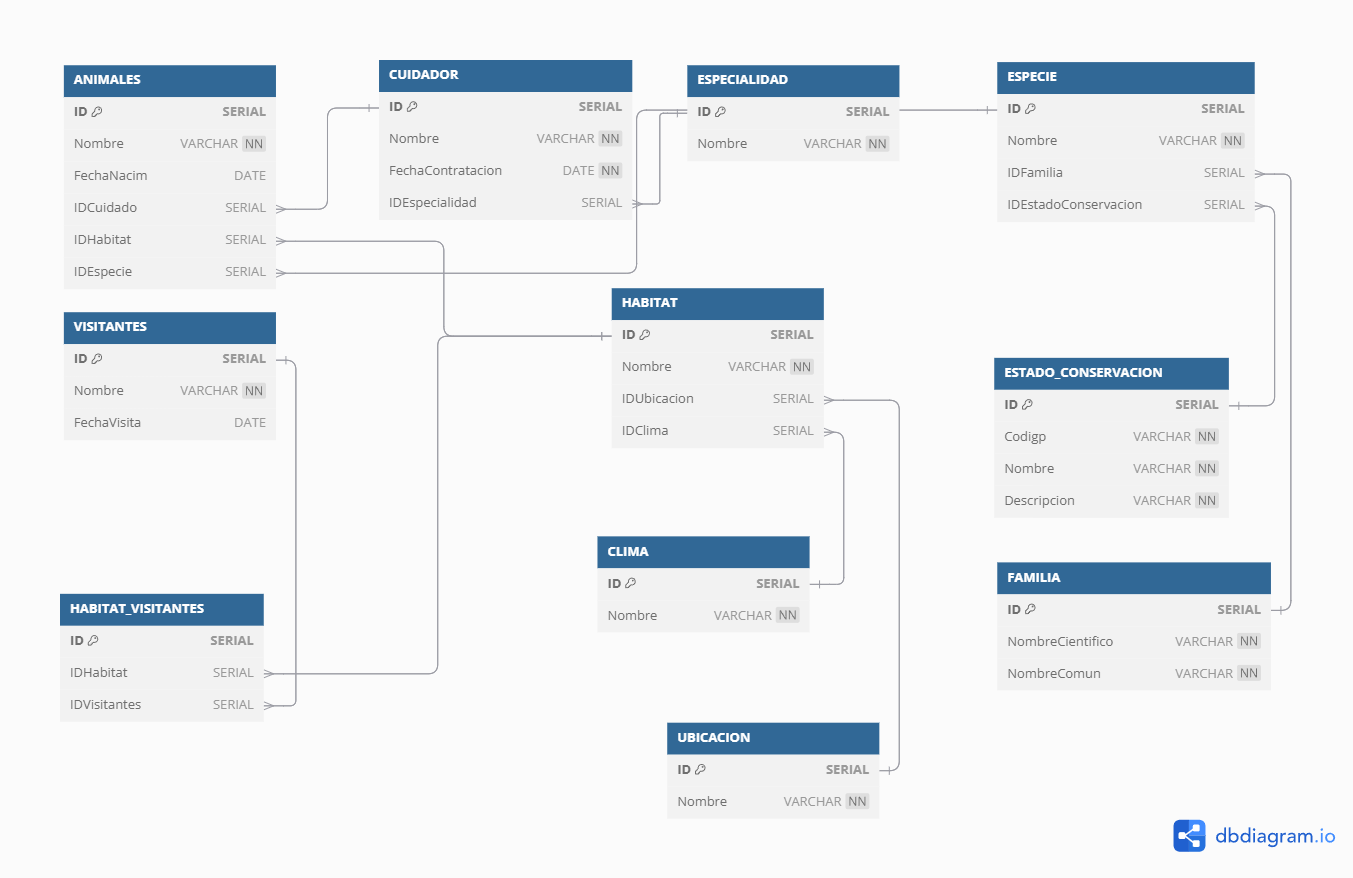 ANIMALES
ID SERIAL
Nombre VARCHAR NN
FechaNacim DATE
IDCuidado SERIAL
IDHabitat SERIAL
IDEspecie SERIAL
CUIDADOR
ID SERIAL
Nombre VARCHAR NN
FechaContratacion DATE NN
IDEspecialidad SERIAL
ESPECIALIDAD
ID SERIAL
Nombre VARCHAR NN
ESPECIE
ID SERIAL
Nombre VARCHAR NN
IDFamilia SERIAL
IDEstadoConservacion SERIAL
VISITANTES
ID SERIAL
Nombre VARCHAR NN
FechaVisita DATE
HABITAT
ID SERIAL
Nombre VARCHAR NN
IDUbicacion SERIAL
IDClima SERIAL
ESTADO_CONSERVACION
ID SERIAL
Codigp VARCHAR NN
Nombre VARCHAR NN
Descripcion VARCHAR NN
CLIMA
ID SERIAL
Nombre VARCHAR NN
FAMILIA
ID SERIAL
NombreCientifico VARCHAR NN
NombreComun VARCHAR NN
HABITAT_VISITANTES
ID SERIAL
IDHabitat SERIAL
IDVisitantes SERIAL
UBICACION
ID SERIAL
Nombre VARCHAR NN
dbdiagram.io